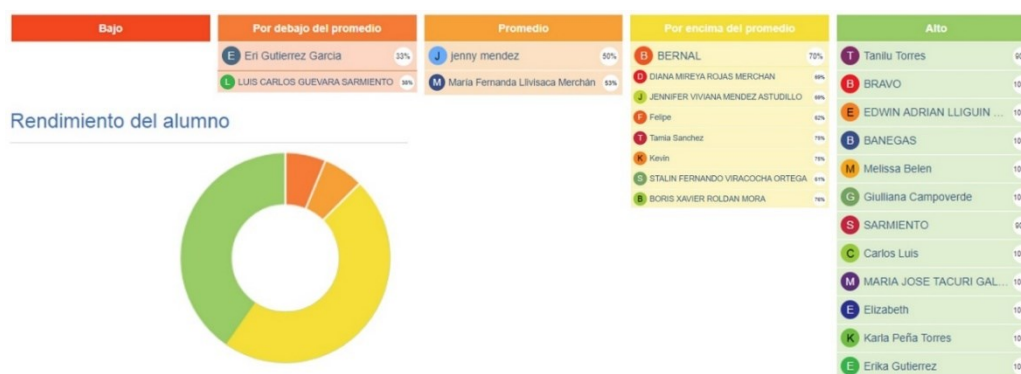 Bajo
Por debajo del promedio
E Eri Gutierrez Garcia 33%
L LUIS CARLOS GUEVARA SARMIENTO
Promedio
J jenny mendez 50%
M Maria Fernanda Llivisaca Merchán 53%
Por encima del promedio
B BERNAL 70%
D DIANA MIREYA ROJAS MERCHAN
J JENNIFER VIVIANA MENDEZ ASTUDILLO
F Felipe
T Tamia Sanchez
K Kevin
S STALIN FERNANDO VIRACOCHA ORTEGA
B BORIS XAVIER ROLDAN MORA
Alto
T Tanilu Torres
B BRAVO
E EDWIN ADRIAN LLIGUIN ...
B BANEGAS
M Melissa Belen
G Giulliana Campoverde
S SARMIENTO
C Carlos Luis
M MARIA JOSE TACURI GAL...
E Elizabeth
K Karla Peña Torres
E Erika Gutierrez
Rendimiento del alumno